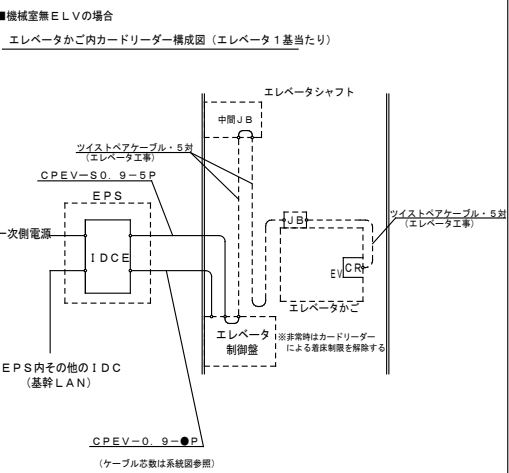 ■機械室無ELVの場合
エレベータかご内カードリーダー構成図（エレベータ1基当たり）
エレベータシャフト
中間JB
ツイストペアケーブル・5対
（エレベータ工事）
CPEV－S0.9－5P
EPS
一次側電源
IDCE
JB
ツイストペアケーブル・5対
（エレベータ工事）
EV
CR
エレベータかご
エレベータ
制御盤
※非常時はカードリーダー
による着床制限を解除する
EPS内その他のIDC
（基幹LAN）
CPEV－0.9－●P
（ケーブル芯数は系統図参照）